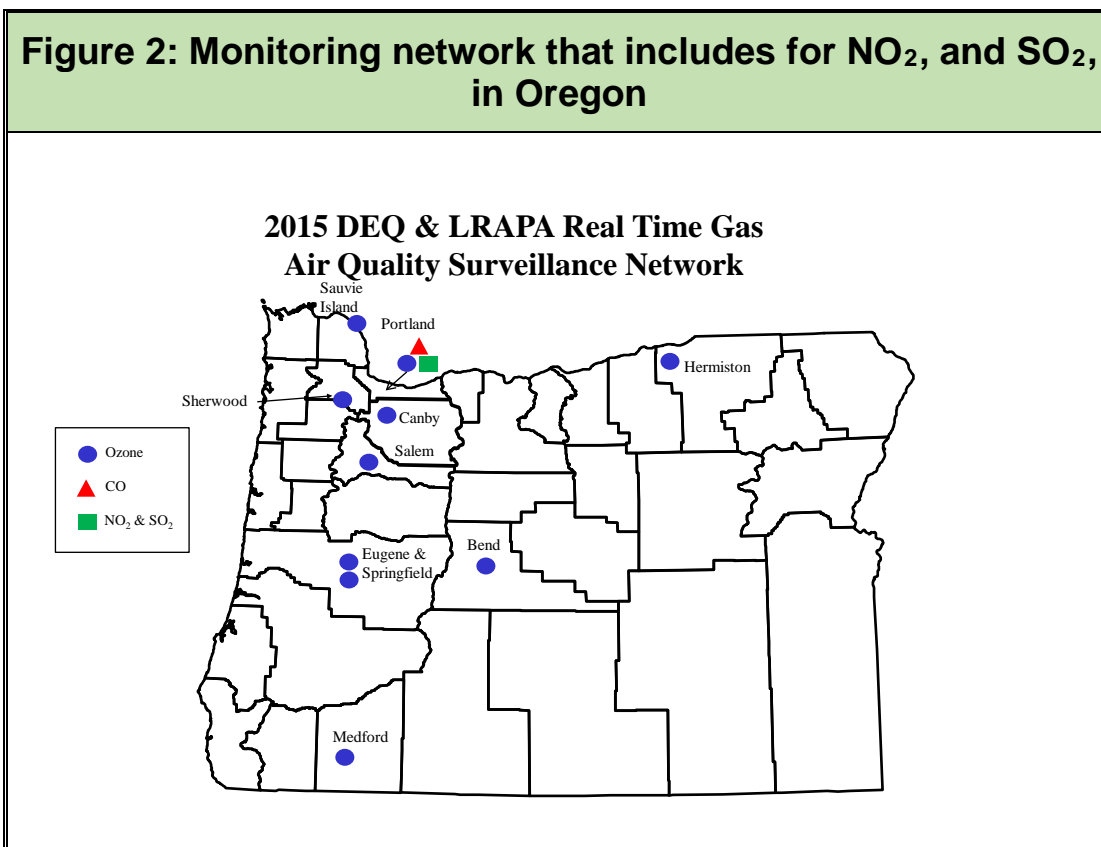 Figure 2: Monitoring network that includes for NO₂, and SO₂,
in Oregon
2015 DEQ & LRAPA Real Time Gas
Air Quality Surveillance Network
Sauvie
Island
Portland
Hermiston
Sherwood
Canby
Salem
Ozone
CO
NO₂ & SO₂
Eugene &
Springfield
Bend
Medford